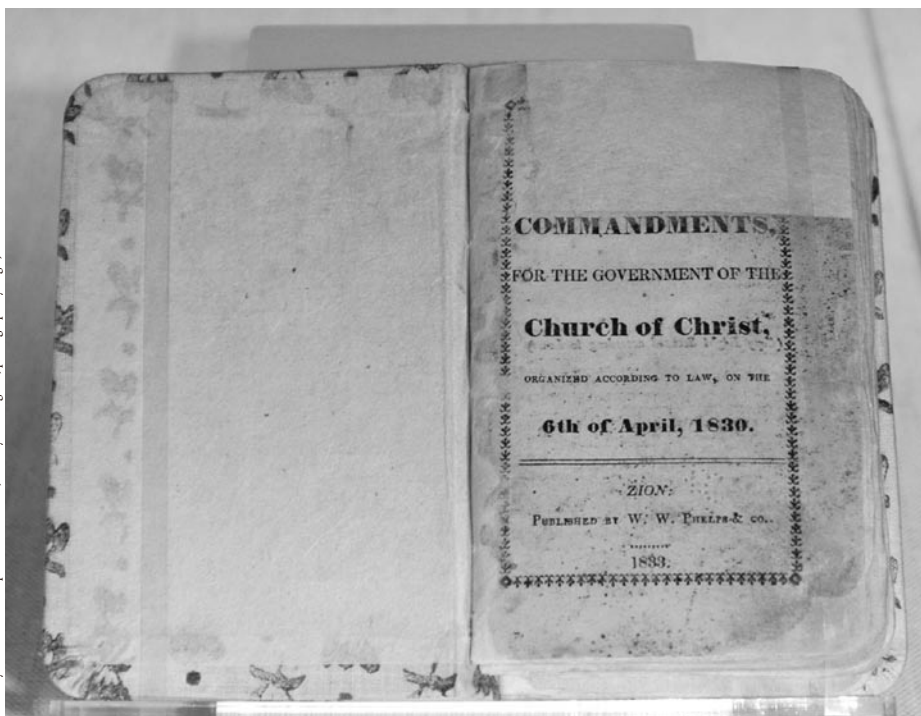 COMMANDMENTS,
FOR THE GOVERNMENT OF THE
Church of Christ,
ORGANIZED ACCORDING TO LAW, ON THE
6th of April, 1830.
ZION:
PUBLISHED BY W. W. PHELPS & CO.
1833.